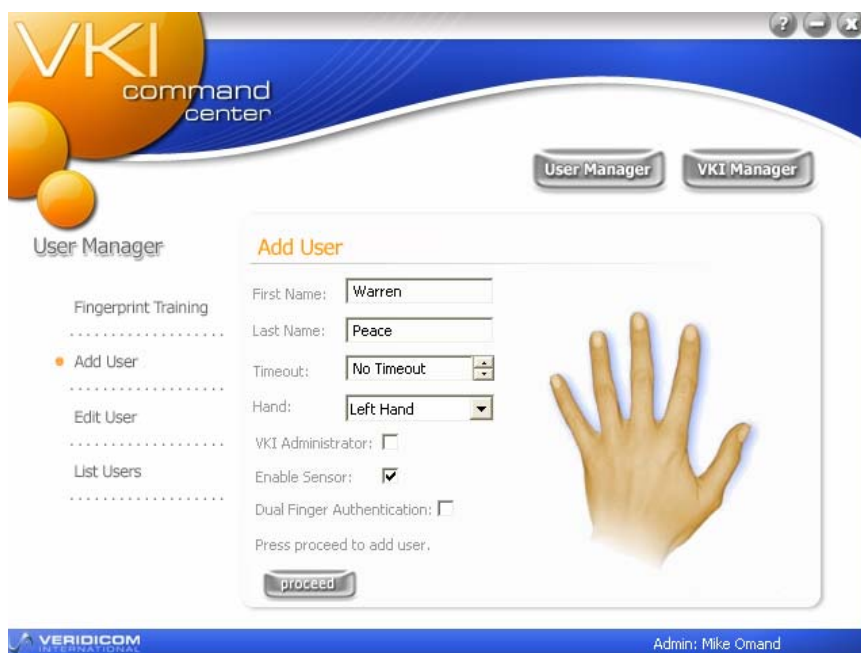 VKI
command
center
User Manager
VKI Manager
User Manager
Fingerprint Training
Add User
Edit User
List Users
Add User
First Name: Warren
Last Name: Peace
Timeout: No Timeout
Hand: Left Hand
VKI Administrator:
Enable Sensor:
Dual Finger Authentication:
Press proceed to add user.
proceed
VERIDICOM
INTERNATIONAL
Admin: Mike Omand